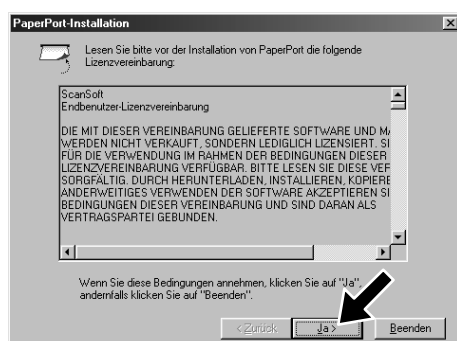 PaperPort-Installation
Lesen Sie bitte vor der Installation von PaperPort die folgende
Lizenzvereinbarung:
ScanSoft
Endbenutzer-Lizenzvereinbarung
DIE MIT DIESER VEREINBARUNG GELIEFERTE SOFTWARE UND
WERDEN NICHT VERKAUFT, SONDERN LEDIGLICH LIZENSIERT.
FÜR DIE VERWENDUNG IM RAHMEN DER BEDINGUNGEN DIESER
LIZENZVEREINBARUNG VERFÜGBAR. BITTE LESEN SIE DIESE
SORGFÄLTIG. DURCH HERUNTERLADEN, INSTALLIEREN,
ANDERWEITIGES VERWENDEN DER SOFTWARE AKZEPTIEREN
BEDINGUNGEN DIESER VEREINBARUNG UND SIND DARAN ALS
VERTRAGSPARTEI GEBUNDEN.
Wenn Sie diese Bedingungen annehmen, klicken Sie auf "Ja",
andernfalls klicken Sie auf "Beenden".
< Zurück Ja > Beenden